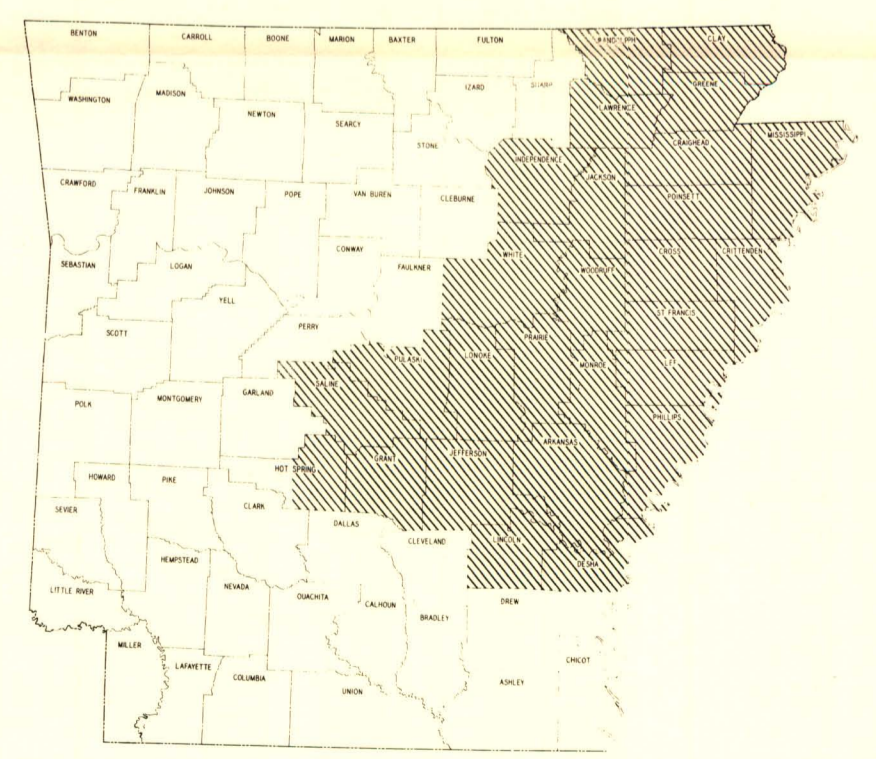 BENTON
CARROLL
BOONE
MARION
BAXTER
FULTON
RANDOLPH
CLAY
WASHINGTON
MADISON
NEWTON
SEARCY
STONE
IZARD
SHARP
LAWRENCE
GREENE
CRAIGHEAD
MISSISSIPPI
INDEPENDENCE
JACKSON
POINSETT
CRAWFORD
FRANKLIN
JOHNSON
POPE
VAN BUREN
CLEBURNE
SEBASTIAN
LOGAN
CONWAY
FAULKNER
WHITE
WOODRUFF
CROSS
CRITTENDEN
YELL
ST FRANCIS
SCOTT
PERRY
PULASKI
LONOKE
PRAIRIE
MONROE
LEE
POLK
MONTGOMERY
GARLAND
SALINE
PHILLIPS
HOT SPRING
GRANT
JEFFERSON
ARKANSAS
HOWARD
PIKE
SEVIER
CLARK
DALLAS
CLEVELAND
LINCOLN
DESHA
HEMPSTEAD
LITTLE RIVER
NEVADA
OUACHITA
CALHOUN
BRADLEY
DREW
MILLER
LAFAYETTE
COLUMBIA
UNION
ASHLEY
CHICOT